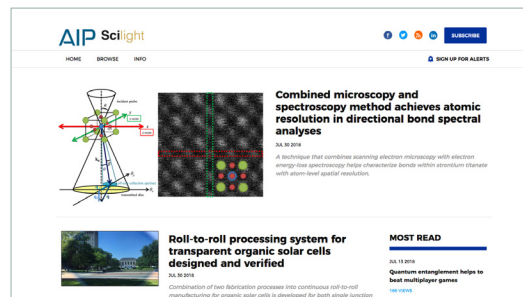 AIP Scilight
SUBSCRIBE
HOME BROWSE INFO
SIGN UP FOR ALERTS
Combined microscopy and
spectroscopy method achieves atomic
resolution in directional bond spectral
analyses
JUL 30 2018
A technique that combines scanning electron microscopy with electron
energy-loss spectroscopy helps characterize bonds within strontium titanate
with atom-level spatial resolution.
Roll-to-roll processing system for
transparent organic solar cells
designed and verified
JUL 30 2018
Combination of two fabrication processes into continuous roll-to-roll
manufacturing for organic solar cells is developed for both single junction
MOST READ
JUL 13 2018
Quantum entanglement helps to
beat multiplayer games
VIEWS